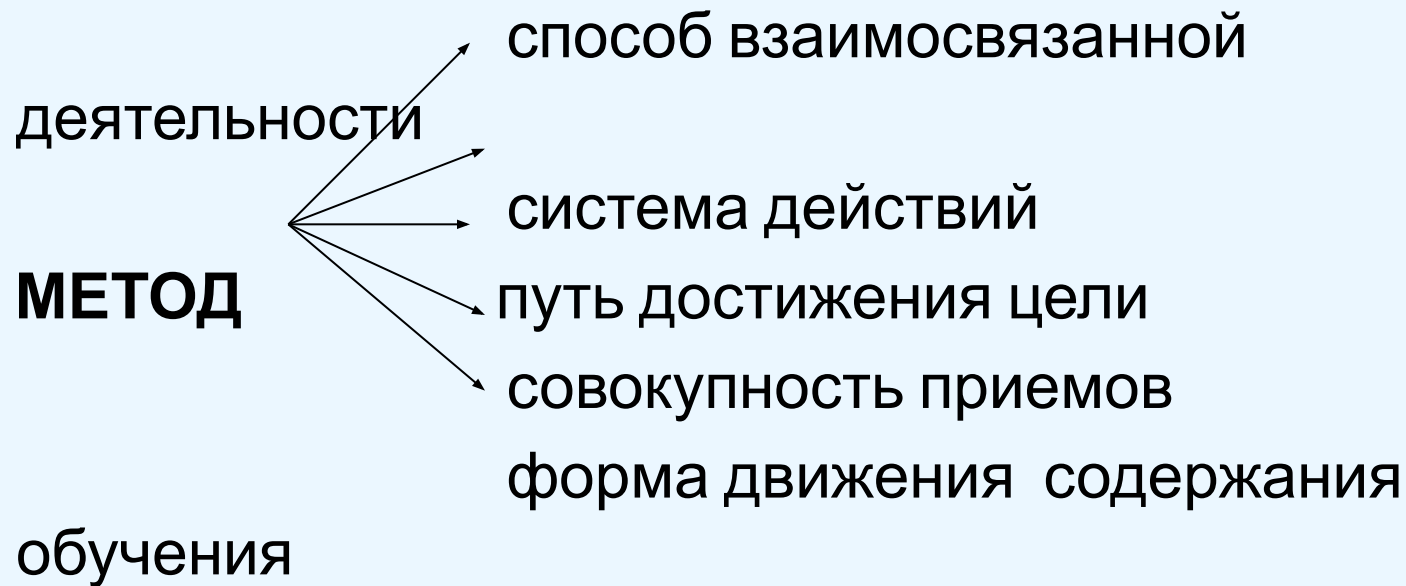 способ взаимосвязанной
деятельности
система действий
МЕТОД путь достижения цели
совокупность приемов
форма движения содержания
обучения